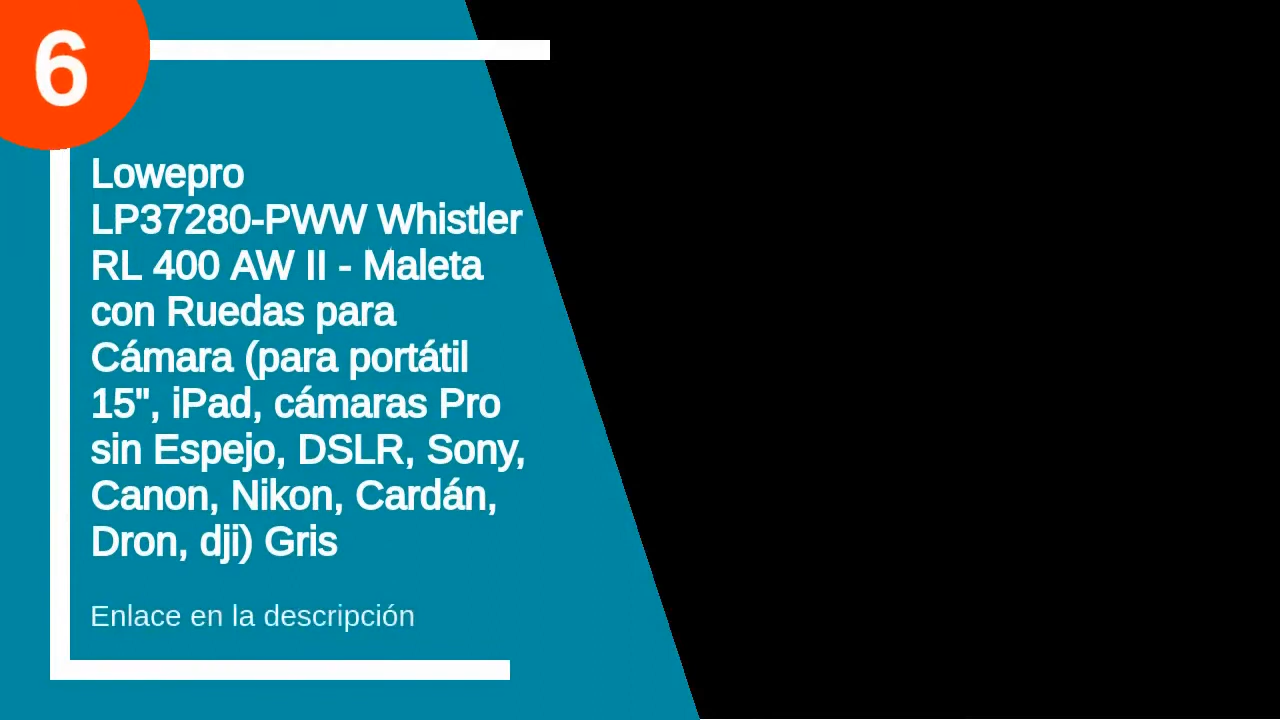 6
Lowepro
LP37280-PWW Whistler
RL 400 AW II - Maleta
con Ruedas para
Cámara (para portátil
15", iPad, cámaras Pro
sin Espejo, DSLR, Sony,
Canon, Nikon, Cardán,
Dron, dji) Gris
Enlace en la descripción